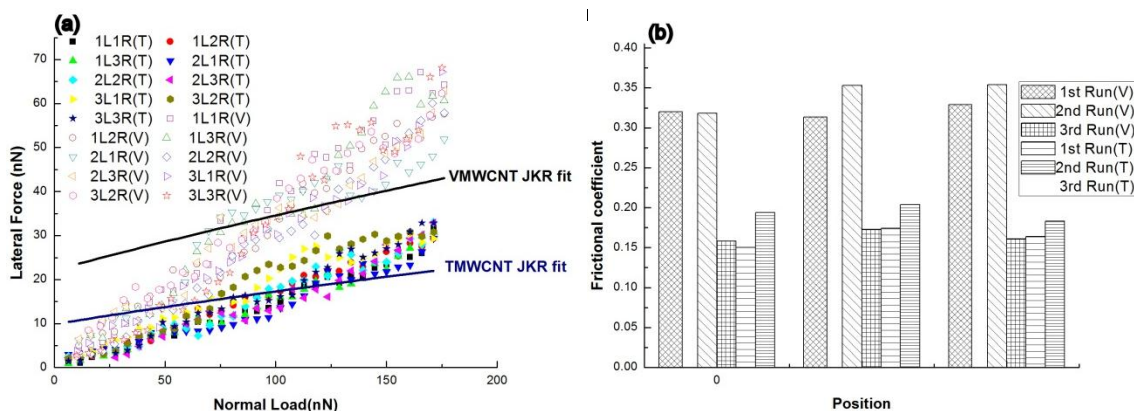 (a)
1L1R(T) 1L2R(T)
1L3R(T) 2L1R(T)
2L2R(T) 2L3R(T)
3L1R(T) 3L2R(T)
3L3R(T) 1L1R(V)
1L2R(V) 1L3R(V)
2L1R(V) 2L2R(V)
2L3R(V) 3L1R(V)
3L2R(V) 3L3R(V)
VMWCNT JKR fit
TMWCNT JKR fit
Lateral Force (nN)
70
60
50
40
30
20
10
0
0 50 100 150 200
Normal Load(nN)
(b)
1st Run(V)
2nd Run(V)
3rd Run(V)
1st Run(T)
2nd Run(T)
3rd Run(T)
Frictional coefficient
0.40
0.35
0.30
0.25
0.20
0.15
0.10
0.05
0.00
0
Position